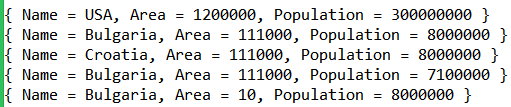 { Name = USA, Area = 1200000, Population = 300000000 }
{ Name = Bulgaria, Area = 111000, Population = 8000000 }
{ Name = Croatia, Area = 111000, Population = 8000000 }
{ Name = Bulgaria, Area = 111000, Population = 7100000 }
{ Name = Bulgaria, Area = 10, Population = 8000000 }